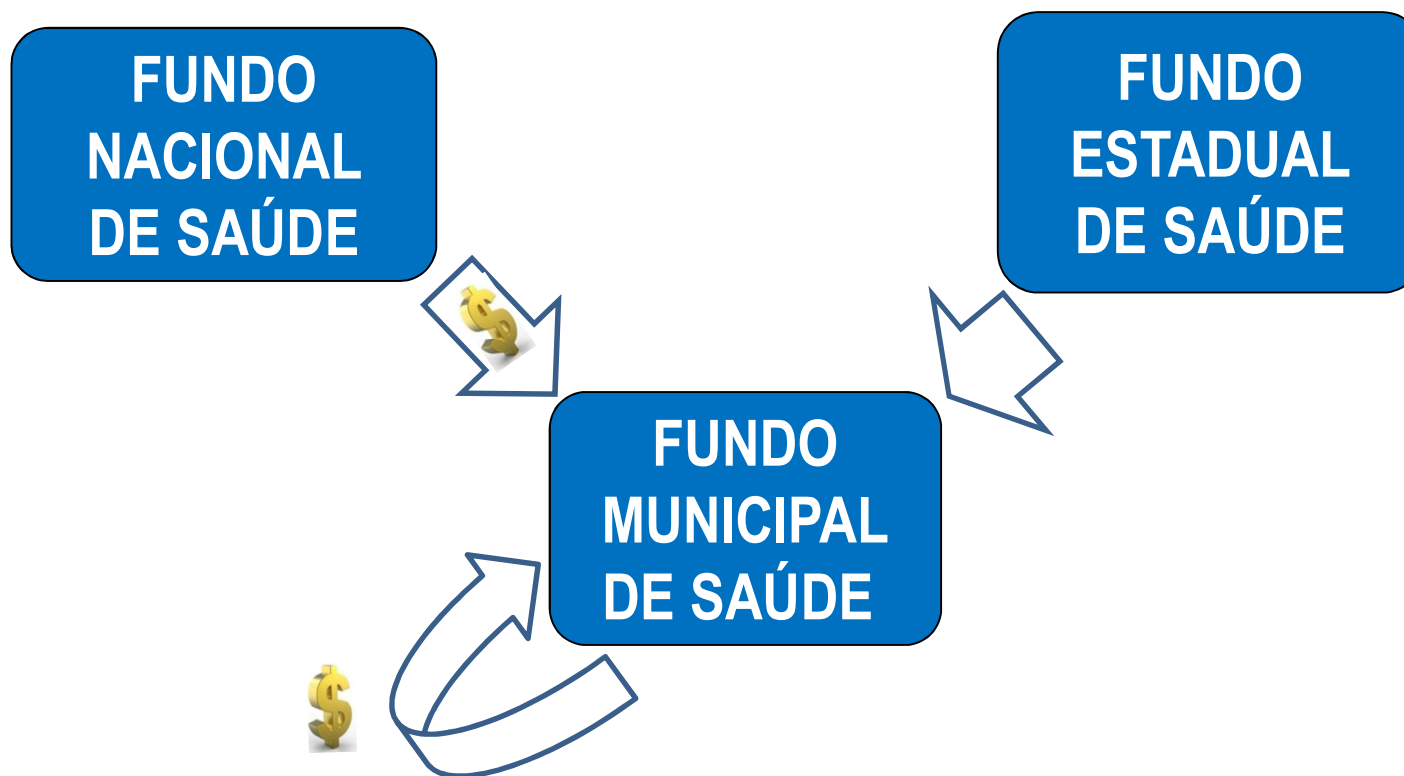 FUNDO
NACIONAL
DE SAÚDE
FUNDO
ESTADUAL
DE SAÚDE
FUNDO
MUNICIPAL
DE SAÚDE